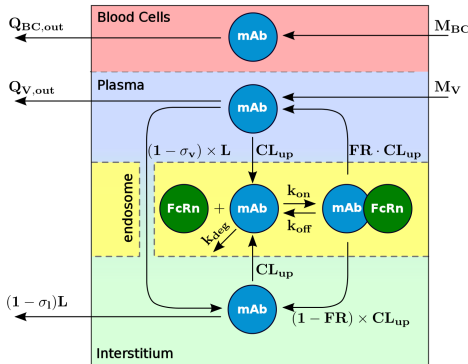 Blood Cells
Q_BC,out
mAb
M_BC
Plasma
Q_V,out
mAb
M_V
(1 − σ_v) × L
CL_up
FR · CL_up
endosome
FcRn + mAb
k_on
k_off
mAb FcRn
k_deg
CL_up
(1 − σ_l)L
mAb
(1 − FR) × CL_up
Interstitium